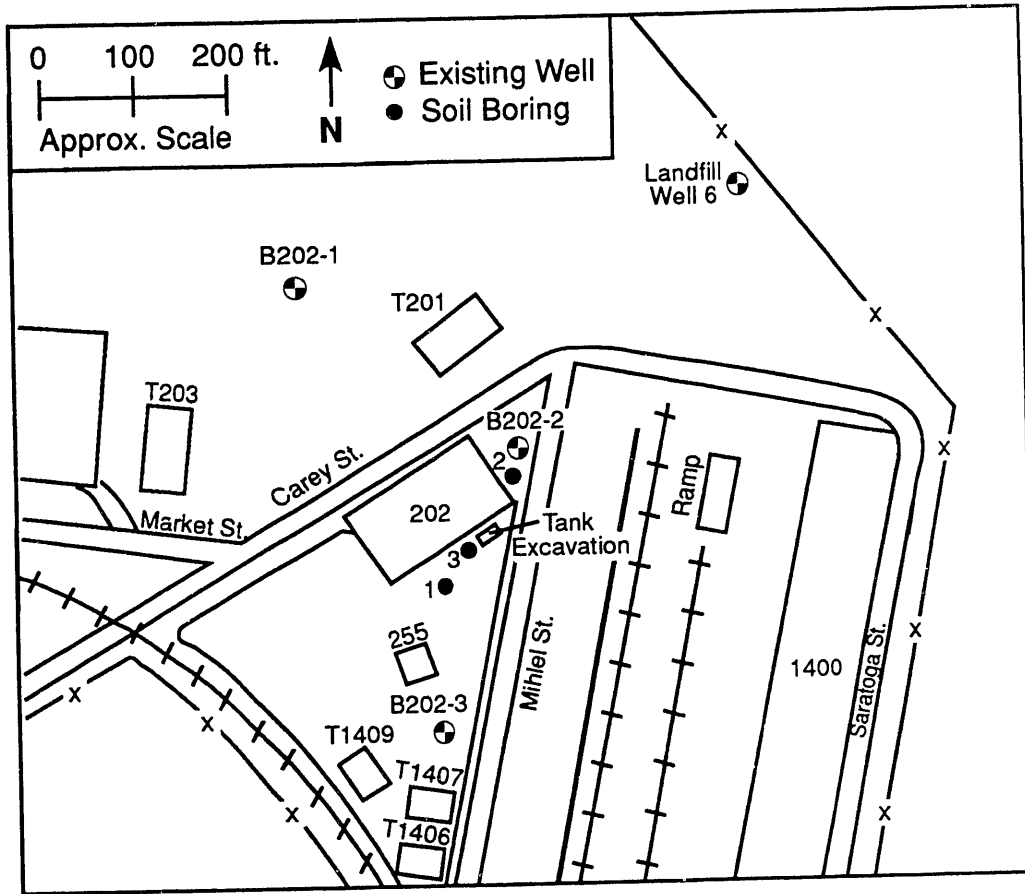 0 100 200 ft.
Approx. Scale
N
Existing Well
Soil Boring
Landfill
Well 6
B202-1
T201
T203
B202-2
2
Carey St.
202
Tank
Excavation
Ramp
Market St.
3
1
255
Mihlel St.
1400
Saratoga St.
B202-3
T1409
T1407
T1406